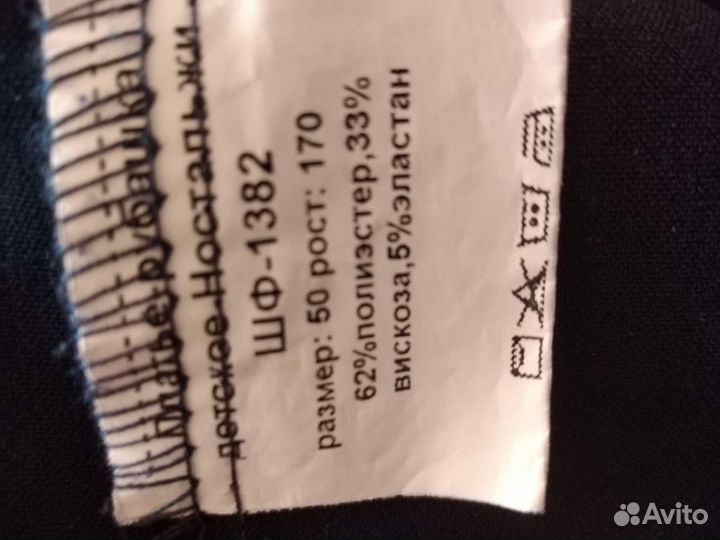 платье-рубашка
детское Ностальжи
ШФ-1382
размер: 50 рост: 170
62%полиэстер,33%
вискоза,5%эластан
Avito